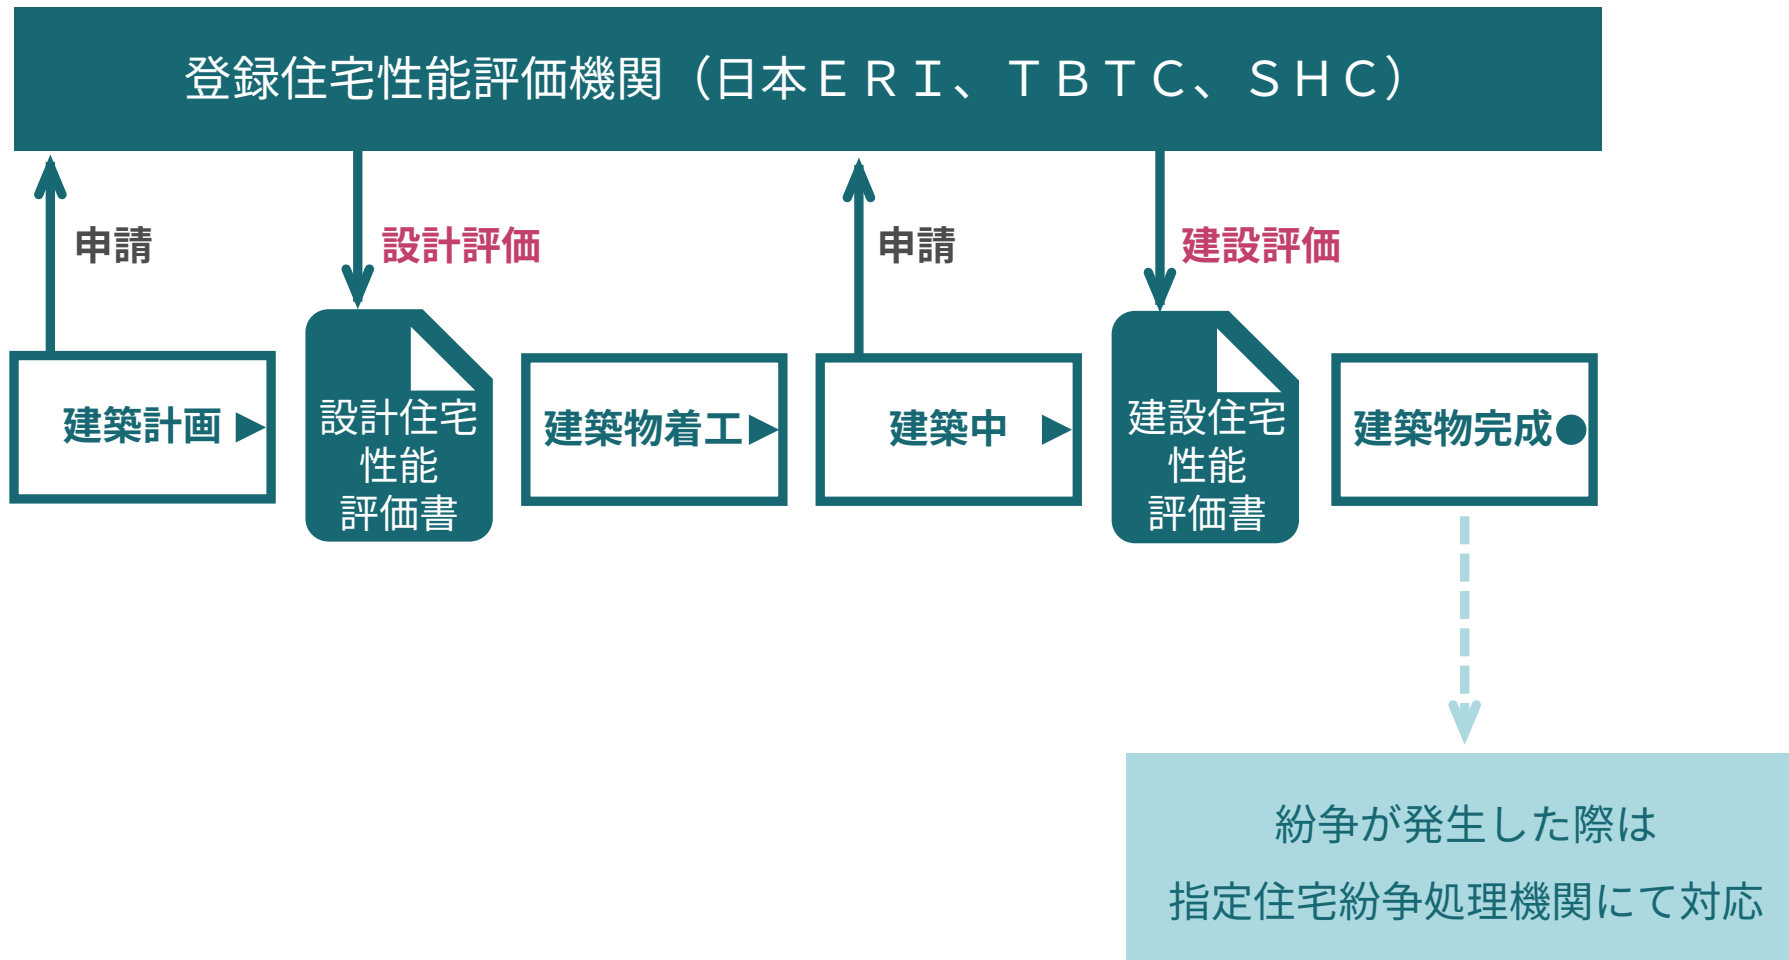 登録住宅性能評価機関（日本ＥＲＩ、ＴＢＴＣ、ＳＨＣ）
申請
設計評価
申請
建設評価
建築計画
設計住宅
性能
評価書
建築物着工
建築中
建設住宅
性能
評価書
建築物完成
紛争が発生した際は
指定住宅紛争処理機関にて対応